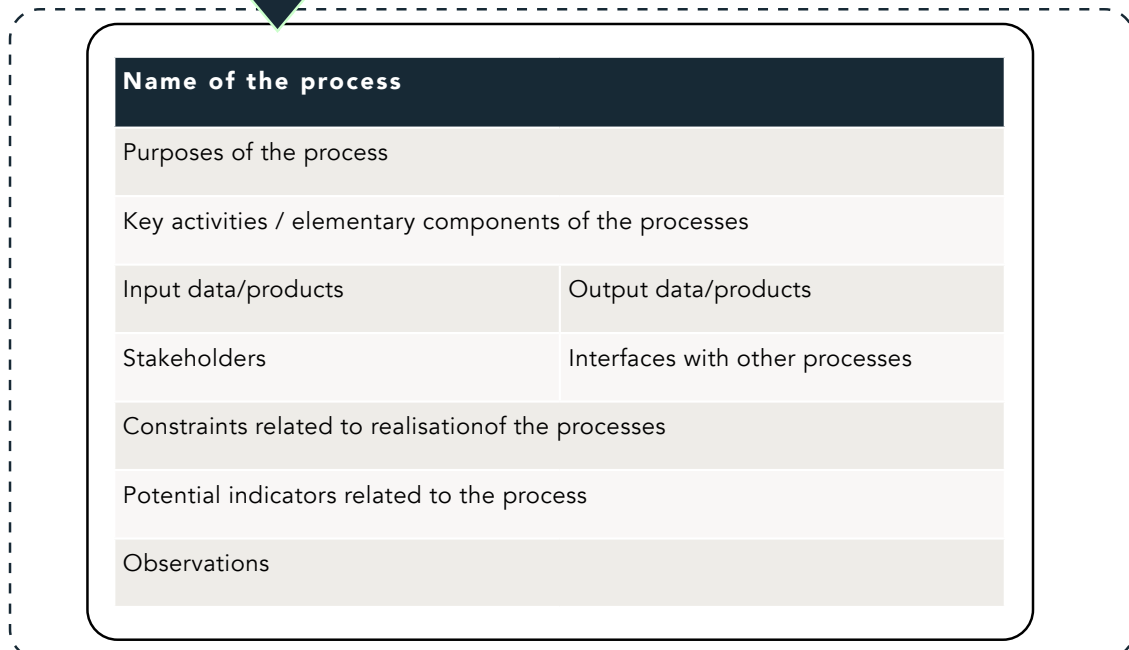 Name of the process
Purposes of the process
Key activities / elementary components of the processes
Input data/products
Output data/products
Stakeholders
Interfaces with other processes
Constraints related to realisationof the processes
Potential indicators related to the process
Observations